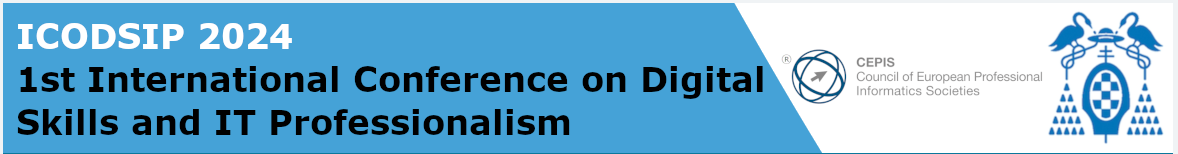 ICODSIP 2024
1st International Conference on Digital
Skills and IT Professionalism
®
CEPIS
Council of European Professional
Informatics Societies